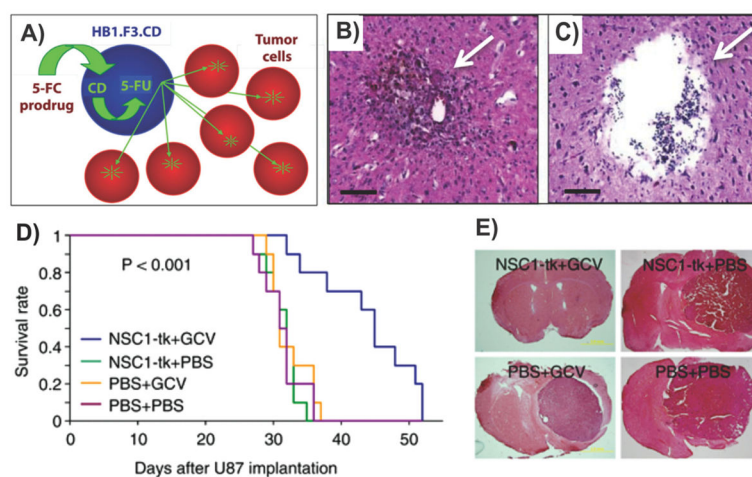 A)
HB1.F3.CD
Tumor
cells
5-FC
prodrug
CD
5-FU
B)
C)
D)
P < 0.001
Survival rate
1
0.8
0.6
0.4
0.2
0
NSC1-tk+GCV
NSC1-tk+PBS
PBS+GCV
PBS+PBS
0 10 20 30 40 50
Days after U87 implantation
E)
NSC1-tk+GCV
NSC1-tk+PBS
PBS+GCV
PBS+PBS